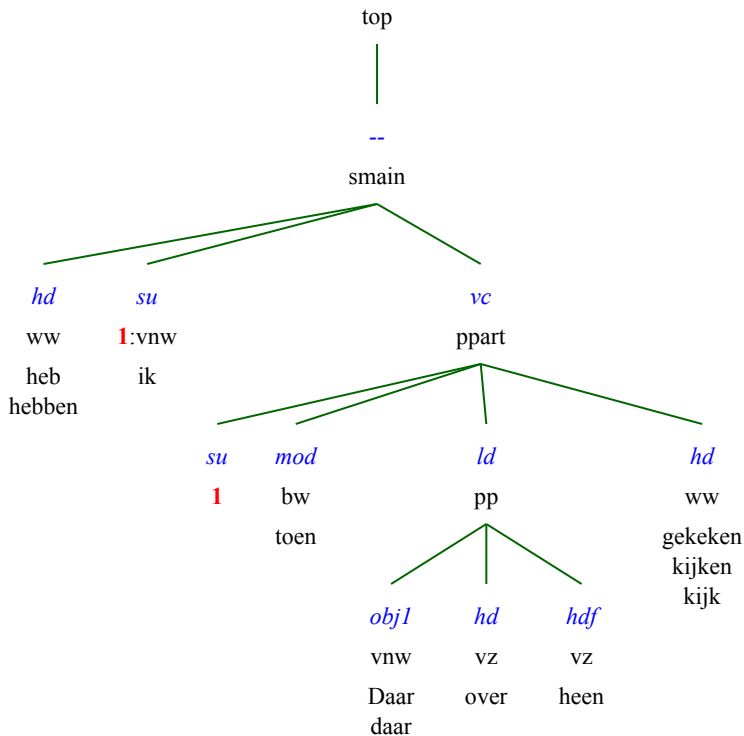 top
--
smain
hd su vc
ww 1:vnw ppart
heb ik
hebben
su mod ld hd
1 bw pp ww
toen gekeken
kijken
kijk
obj1 hd hdf
vnw vz vz
Daar over heen
daar